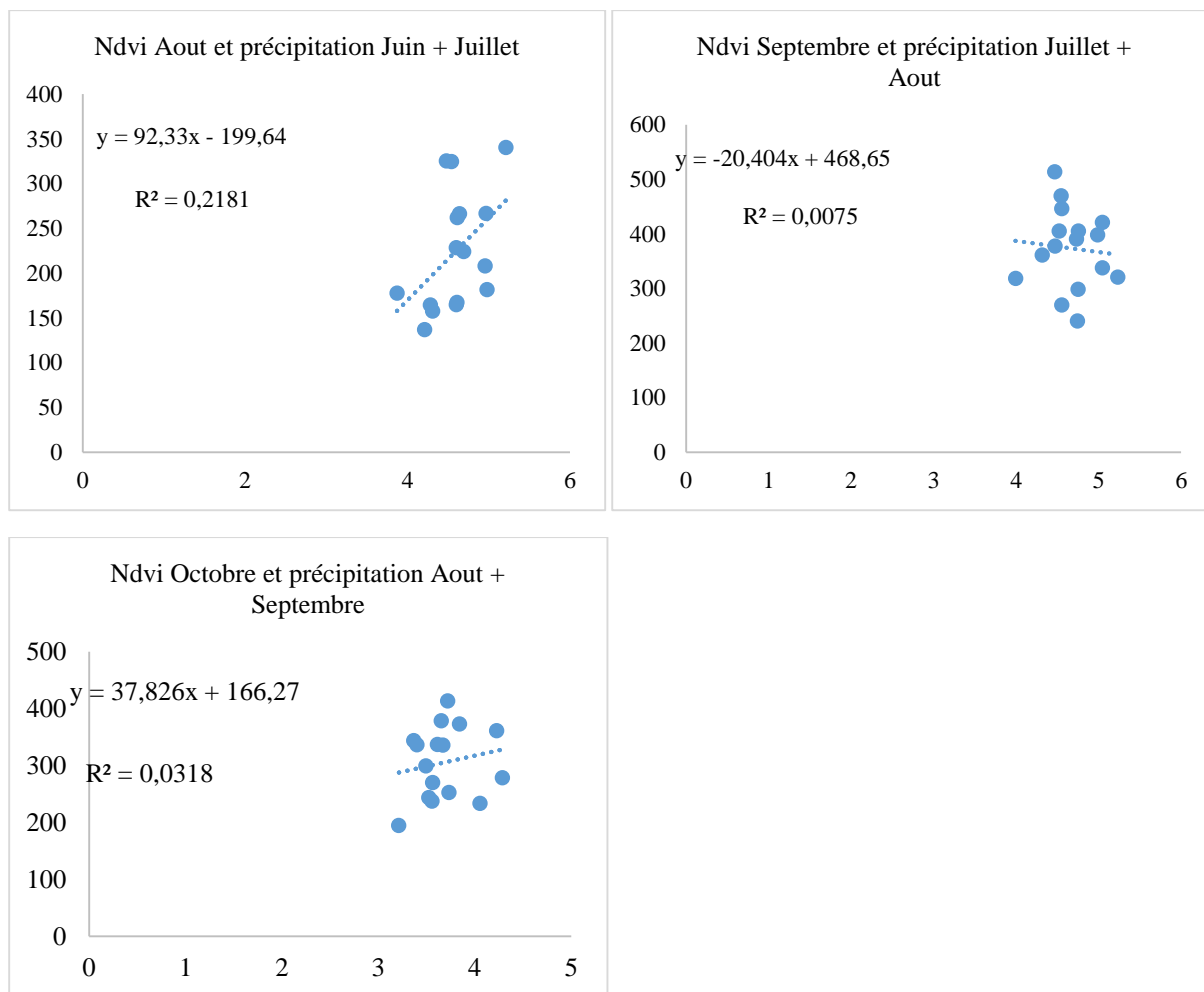 Ndvi Aout et précipitation Juin + Juillet
400
350
300
250
200
150
100
50
0
y = 92,33x - 199,64
R² = 0,2181
0 2 4 6
Ndvi Septembre et précipitation Juillet +
Aout
600
500
400
300
200
100
0
y = -20,404x + 468,65
R² = 0,0075
0 1 2 3 4 5 6
Ndvi Octobre et précipitation Aout +
Septembre
500
400
300
200
100
0
y = 37,826x + 166,27
R² = 0,0318
0 1 2 3 4 5